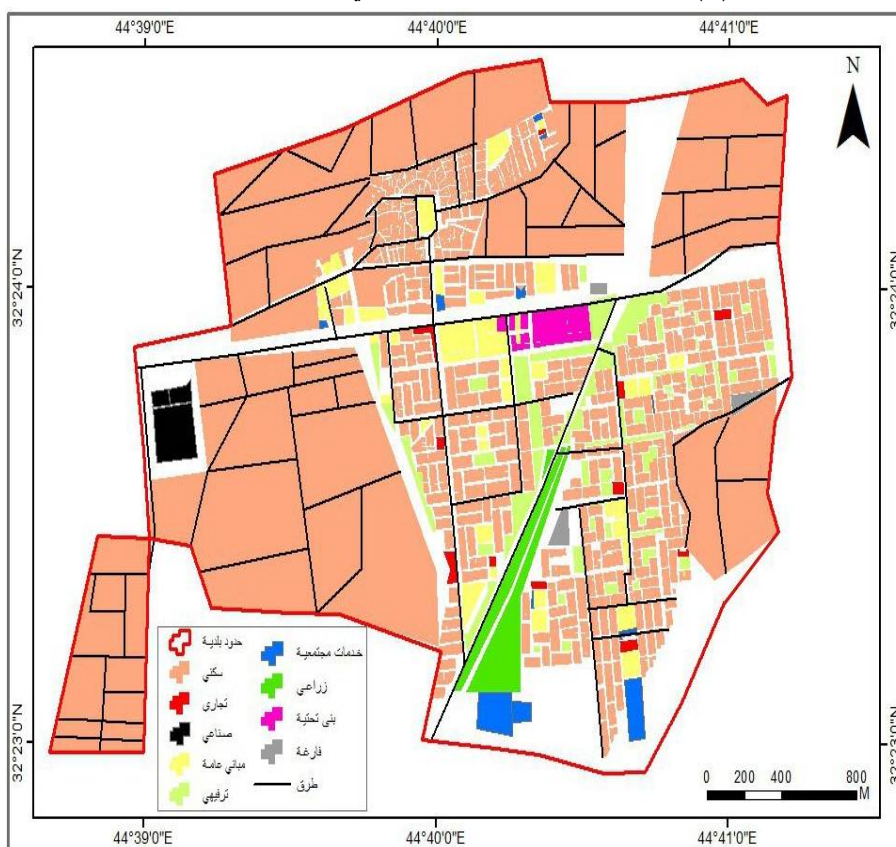 44°39'0"E 44°40'0"E 44°41'0"E
N
32°24'0"N 32°24'0"N
32°23'0"N 32°23'0"N
حدود بلدية
سكني
تجاري
صناعي
مباني عامة
ترفيهي
خدمات مجتمعية
زراعي
بنى تحتية
فارغة
طرق
0 200 400 800
M
44°39'0"E 44°40'0"E 44°41'0"E